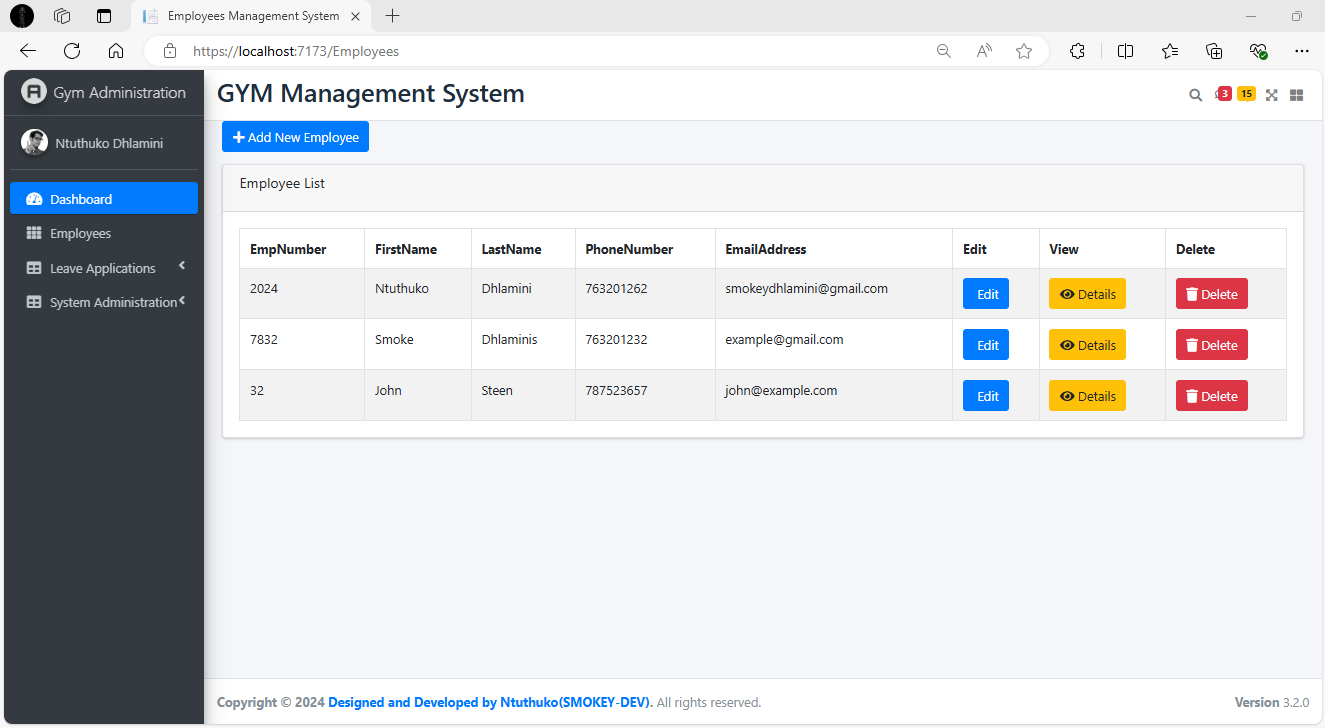 Employees Management System
https://localhost:7173/Employees
Gym Administration
GYM Management System
3
15
Ntuthuko Dhlamini
Add New Employee
Dashboard
Employees
Leave Applications
System Administration
Employee List
EmpNumber FirstName LastName PhoneNumber EmailAddress Edit View Delete
2024 Ntuthuko Dhlamini 763201262 smokeydhlamini@gmail.com Edit Details Delete
7832 Smoke Dhlaminis 763201232 example@gmail.com Edit Details Delete
32 John Steen 787523657 john@example.com Edit Details Delete
Copyright © 2024 Designed and Developed by Ntuthuko(SMOKEY-DEV). All rights reserved.
Version 3.2.0